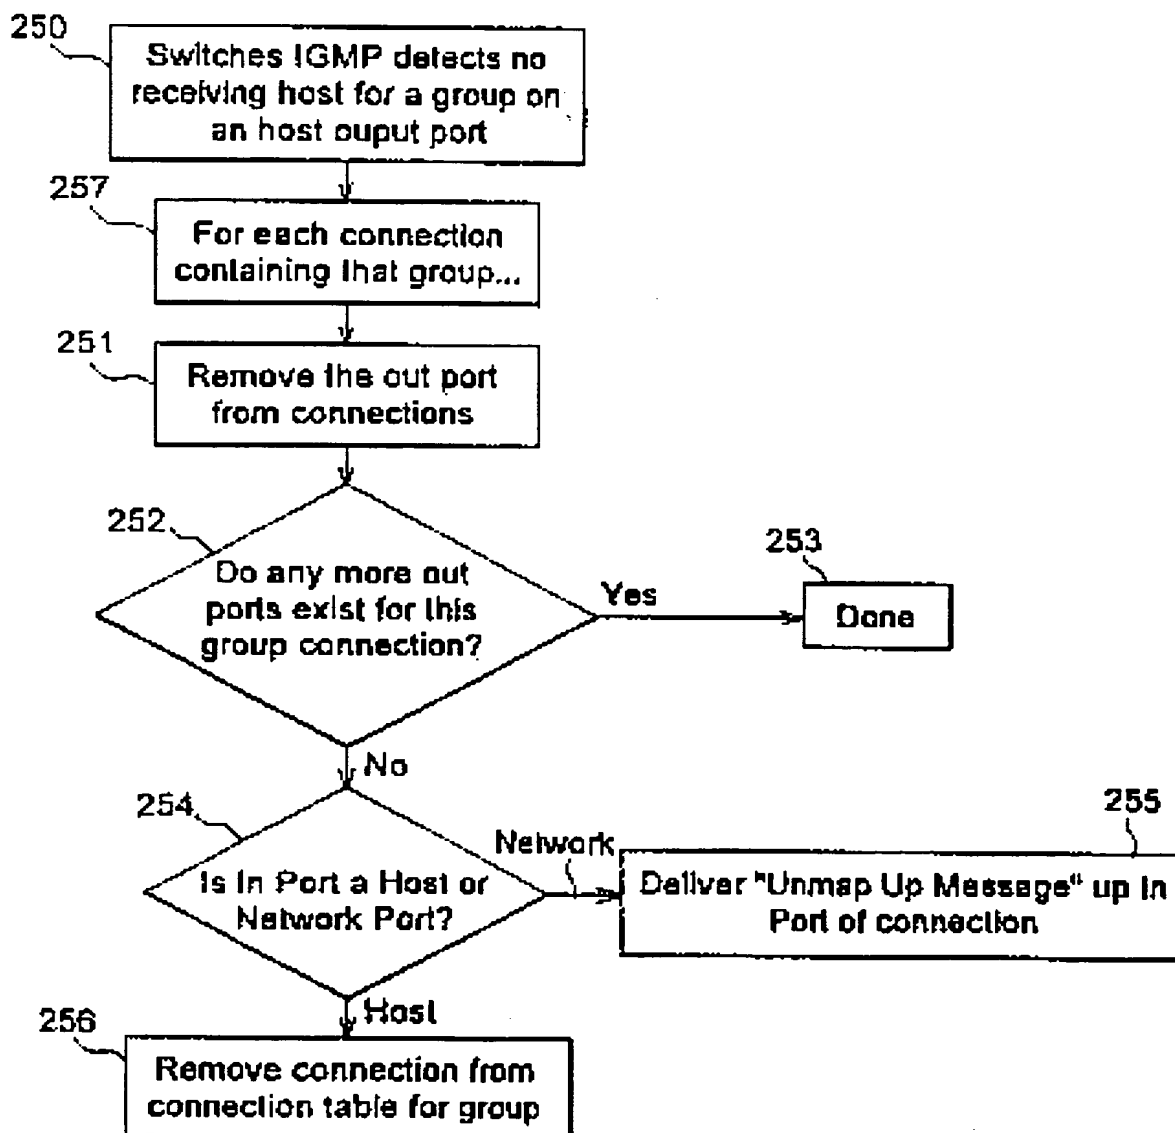 250
Switches IGMP detects no
receiving host for a group on
an host ouput port
257
For each connection
containing that group...
251
Remove the out port
from connections
252
Do any more out
ports exist for this
group connection?
Yes
253
Done
No
254
Is In Port a Host or
Network Port?
Network
255
Deliver "Unmap Up Message" up in
Port of connection
Host
256
Remove connection from
connection table for group